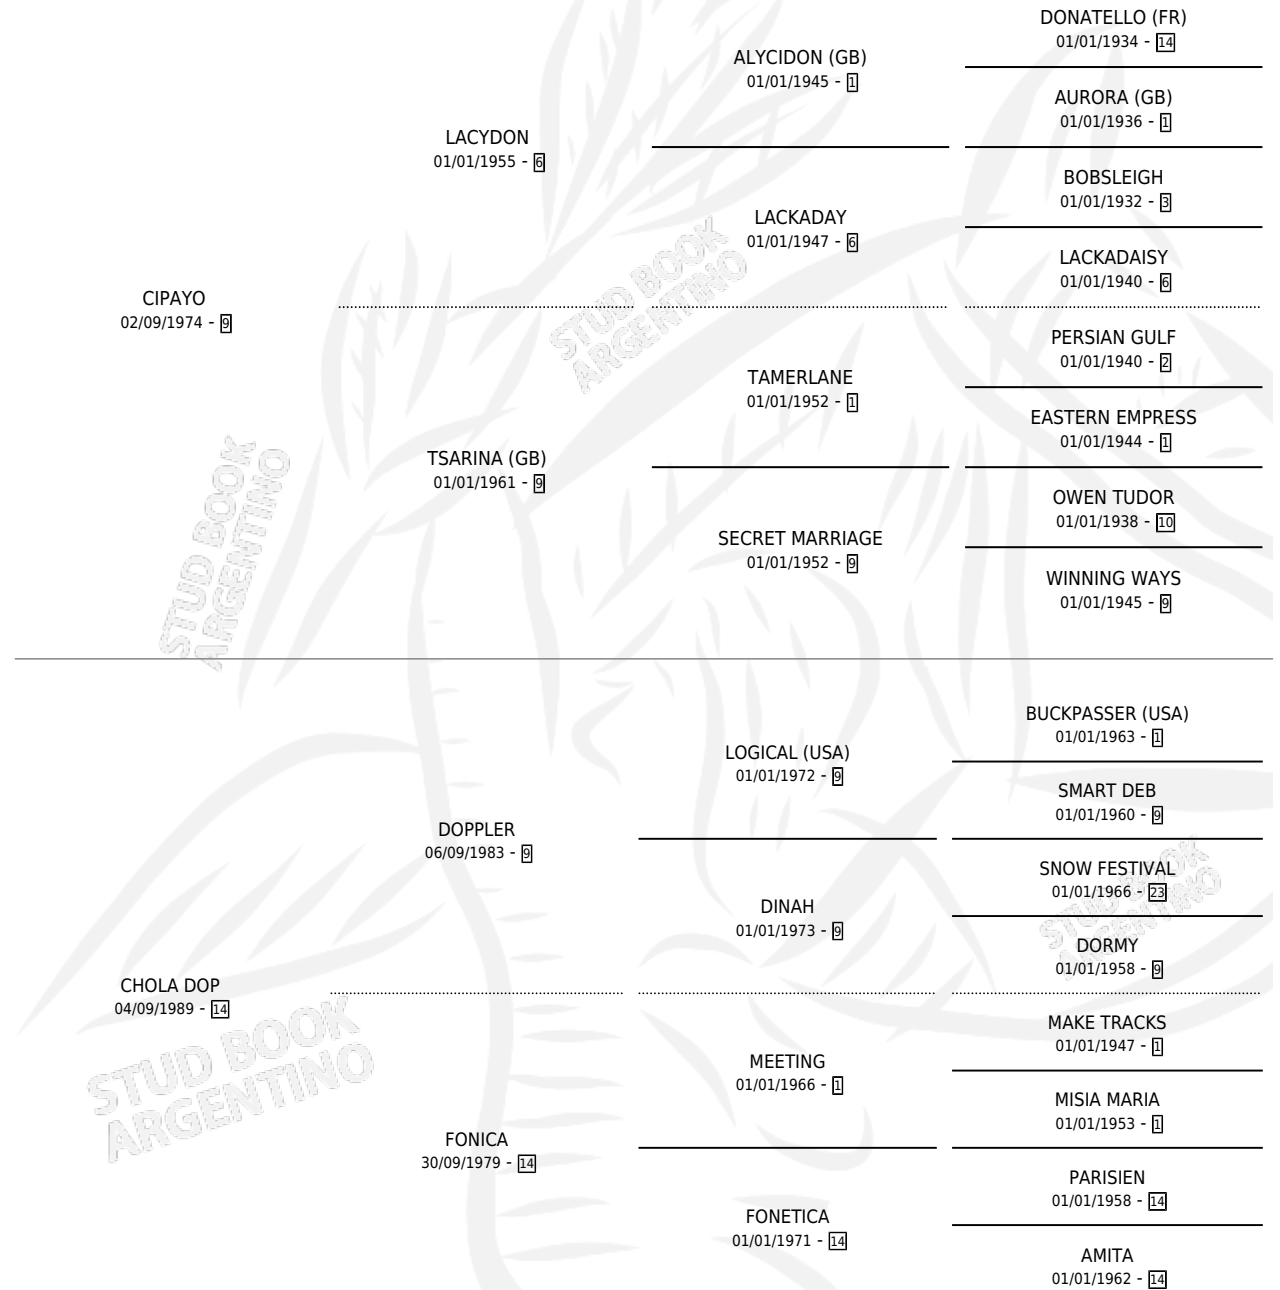 DONATELLO (FR)
01/01/1934 - 14
ALYCIDON (GB)
01/01/1945 - 1
AURORA (GB)
01/01/1936 - 1
LACYDON
01/01/1955 - 6
BOBSLEIGH
01/01/1932 - 3
LACKADAY
01/01/1947 - 6
LACKADAISY
01/01/1940 - 6
CIPAYO
02/09/1974 - 9
PERSIAN GULF
01/01/1940 - 2
TAMERLANE
01/01/1952 - 1
EASTERN EMPRESS
01/01/1944 - 1
TSARINA (GB)
01/01/1961 - 9
OWEN TUDOR
01/01/1938 - 10
SECRET MARRIAGE
01/01/1952 - 9
WINNING WAYS
01/01/1945 - 9
STUD BOOK
ARGENTINO
STUD BOOK
ARGENTINO
BUCKPASSER (USA)
01/01/1963 - 1
LOGICAL (USA)
01/01/1972 - 9
SMART DEB
01/01/1960 - 9
DOPPLER
06/09/1983 - 9
SNOW FESTIVAL
01/01/1966 - 23
DINAH
01/01/1973 - 9
DORMY
01/01/1958 - 9
CHOLA DOP
04/09/1989 - 14
MAKE TRACKS
01/01/1947 - 1
MEETING
01/01/1966 - 1
MISIA MARIA
01/01/1953 - 1
FONICA
30/09/1979 - 14
PARISIEN
01/01/1958 - 14
FONETICA
01/01/1971 - 14
AMITA
01/01/1962 - 14
STUD BOOK
ARGENTINO
STUD BOOK
ARGENTINO